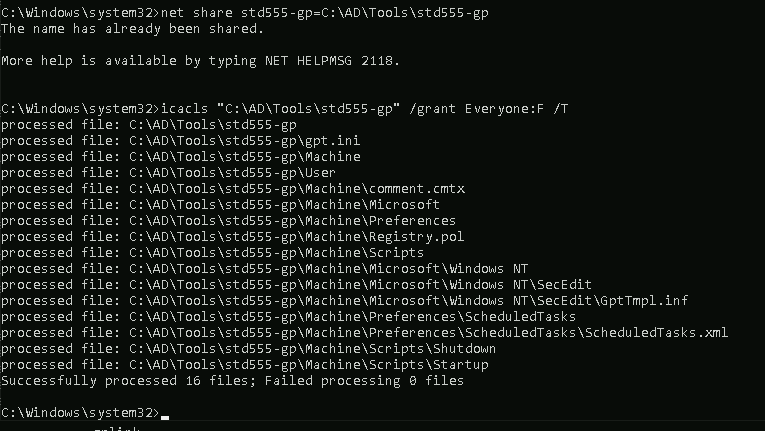 C:\Windows\system32>net share std555-gp=C:\AD\Tools\std555-gp
The name has already been shared.
More help is available by typing NET HELPMSG 2118.
C:\Windows\system32>icacls "C:\AD\Tools\std555-gp" /grant Everyone:F /T
processed file: C:\AD\Tools\std555-gp
processed file: C:\AD\Tools\std555-gp\gpt.ini
processed file: C:\AD\Tools\std555-gp\Machine
processed file: C:\AD\Tools\std555-gp\User
processed file: C:\AD\Tools\std555-gp\Machine\comment.cmtx
processed file: C:\AD\Tools\std555-gp\Machine\Microsoft
processed file: C:\AD\Tools\std555-gp\Machine\Preferences
processed file: C:\AD\Tools\std555-gp\Machine\Registry.pol
processed file: C:\AD\Tools\std555-gp\Machine\Scripts
processed file: C:\AD\Tools\std555-gp\Machine\Microsoft\Windows NT
processed file: C:\AD\Tools\std555-gp\Machine\Microsoft\Windows NT\SecEdit
processed file: C:\AD\Tools\std555-gp\Machine\Microsoft\Windows NT\SecEdit\GptTmpl.inf
processed file: C:\AD\Tools\std555-gp\Machine\Preferences\ScheduledTasks
processed file: C:\AD\Tools\std555-gp\Machine\Preferences\ScheduledTasks\ScheduledTasks.xml
processed file: C:\AD\Tools\std555-gp\Machine\Scripts\Shutdown
processed file: C:\AD\Tools\std555-gp\Machine\Scripts\Startup
Successfully processed 16 files; Failed processing 0 files
C:\Windows\system32>